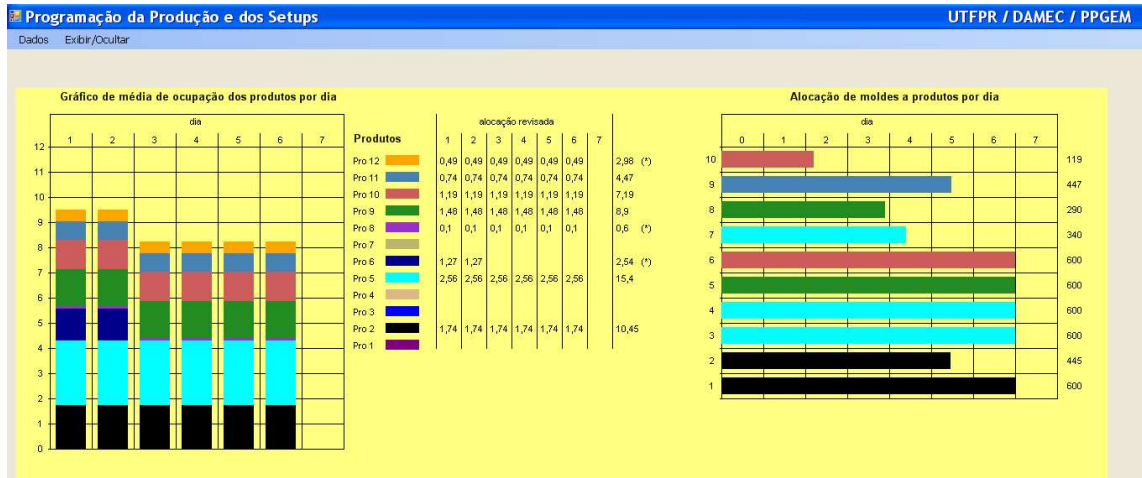 Programação da Produção e dos Setups UTFPR / DAMEC / PPGEM
Dados Exibir/Ocultar
Gráfico de média de ocupação dos produtos por dia
dia
1 2 3 4 5 6 7
12
11
10
9
8
7
6
5
4
3
2
1
0
alocação revisada
Produtos 1 2 3 4 5 6 7
Pro 12 0,49 0,49 0,49 0,49 0,49 0,49 2,98 (*)
Pro 11 0,74 0,74 0,74 0,74 0,74 0,74 4,47
Pro 10 1,19 1,19 1,19 1,19 1,19 1,19 7,19
Pro 9 1,48 1,48 1,48 1,48 1,48 1,48 8,9
Pro 8 0,1 0,1 0,1 0,1 0,1 0,1 0,6 (*)
Pro 7
Pro 6 1,27 1,27 2,54 (*)
Pro 5 2,56 2,56 2,56 2,56 2,56 2,56 15,4
Pro 4
Pro 3
Pro 2 1,74 1,74 1,74 1,74 1,74 1,74 10,45
Pro 1
Alocação de moldes a produtos por dia
dia
0 1 2 3 4 5 6 7
10 119
9 447
8 290
7 340
6 600
5 600
4 600
3 600
2 445
1 600